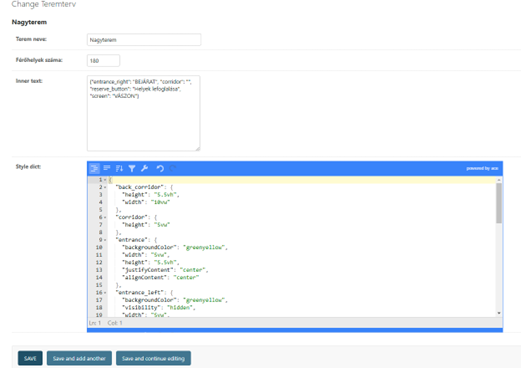 Change Teremterv
Nagyterem
Terem neve:
Nagyterem
Férőhelyek száma:
180
Inner text:
{"entrance_right": "BEJÁRAT", "corridor": "",
"reserve_button": "Helyek lefoglalása",
"screen": "VÁSZON"}
Style dict:
powered by ace
1 {
2 "back_corridor": {
3 "height": "5.5vh",
4 "width": "10vw"
5 },
6 "corridor": {
7 "height": "5vw"
8 },
9 "entrance": {
10 "backgroundColor": "greenyellow",
11 "width": "5vw",
12 "height": "5.5vh",
13 "justifyContent": "center",
14 "alignContent": "center"
15 },
16 "entrance_left": {
17 "backgroundColor": "greenyellow",
18 "visibility": "hidden",
19 "width": "5vw",
Ln: 1 Col: 1
SAVE
Save and add another
Save and continue editing